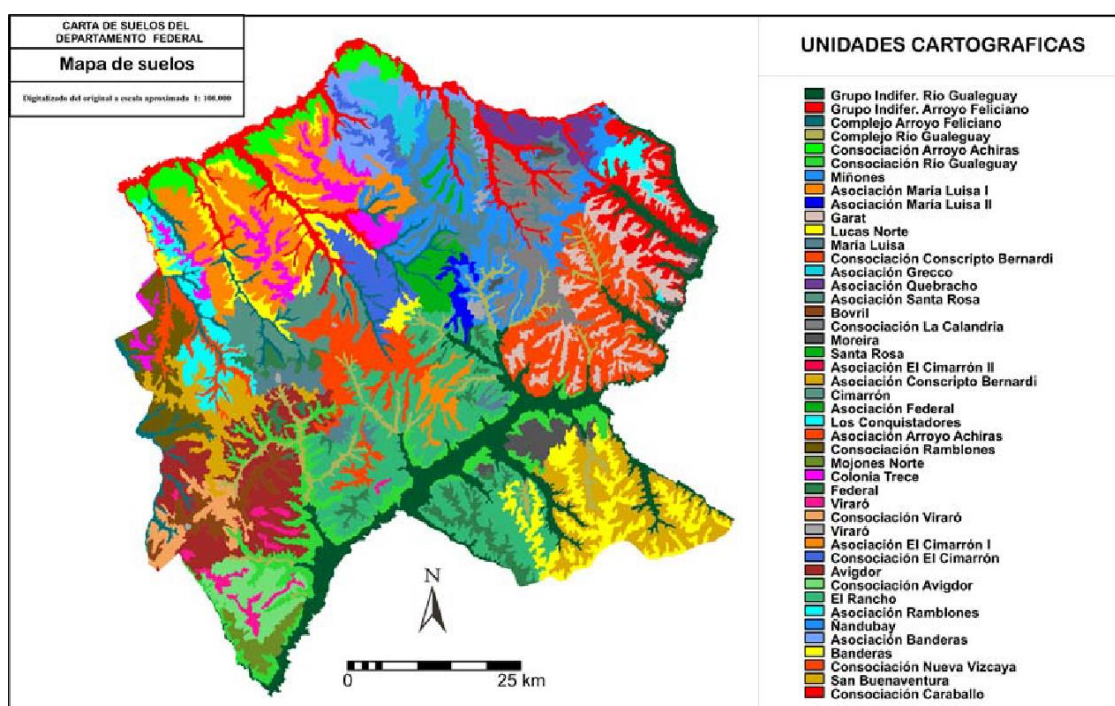 CARTA DE SUELOS DEL
DEPARTAMENTO FEDERAL
Mapa de suelos
Digitalizado del original a escala aproximada 1: 100.000
UNIDADES CARTOGRAFICAS
Grupo Indifer. Río Gualeguay
Grupo Indifer. Arroyo Feliciano
Complejo Arroyo Feliciano
Complejo Río Gualeguay
Consociación Arroyo Achiras
Consociación Río Gualeguay
Miñones
Asociación María Luisa I
Asociación María Luisa II
Garat
Lucas Norte
María Luisa
Consociación Conscripto Bernardi
Asociación Grecco
Asociación Quebracho
Asociación Santa Rosa
Bovril
Consociación La Calandría
Moreira
Santa Rosa
Asociación El Cimarrón II
Asociación Conscripto Bernardi
Cimarrón
Asociación Federal
Los Conquistadores
Asociación Arroyo Achiras
Consociación Ramblones
Mojones Norte
Colonia Trece
Federal
Viraró
Consociación Viraró
Viraró
Asociación El Cimarrón I
Consociación El Cimarrón
Avigdor
Consociación Avigdor
El Rancho
Asociación Ramblones
Ñandubay
Asociación Banderas
Banderas
Consociación Nueva Vizcaya
San Buenaventura
Consociación Caraballo
N
0 25 km